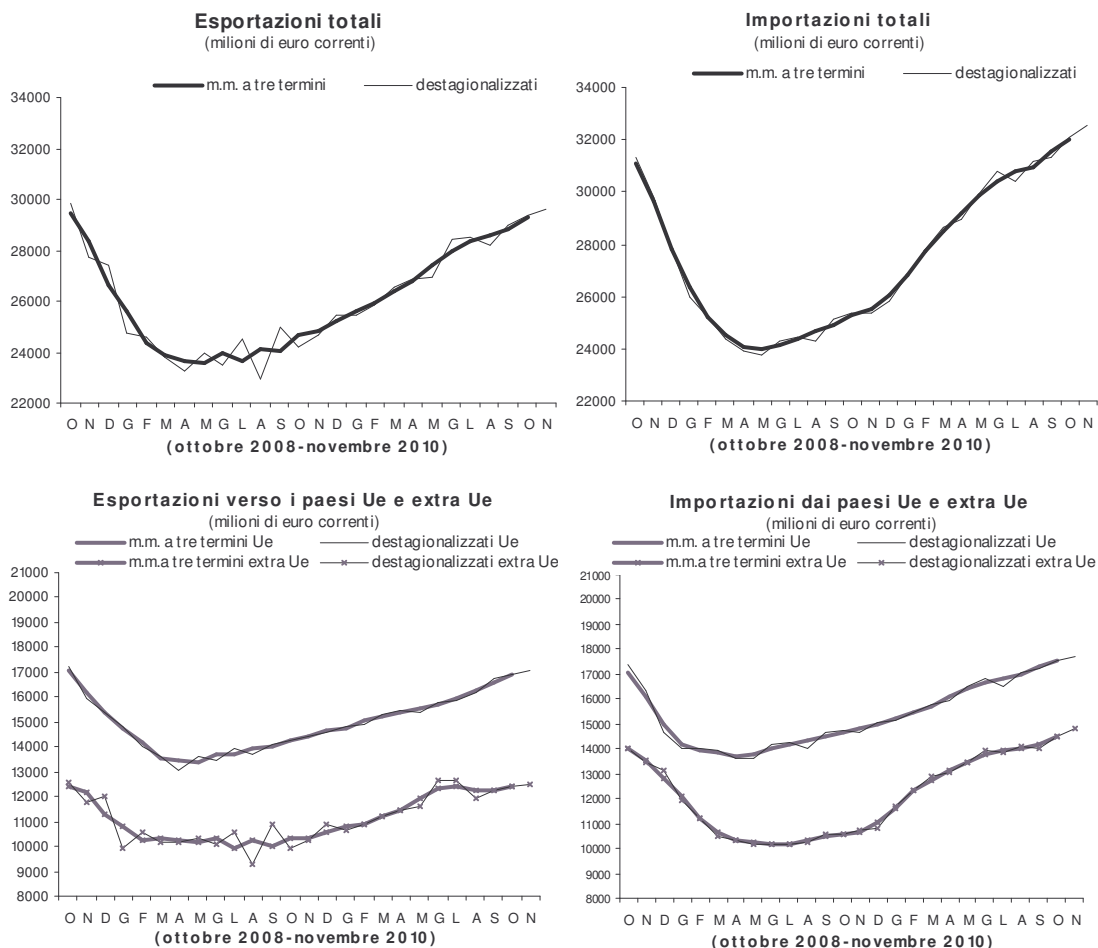 Esportazioni totali
(milioni di euro correnti)
m.m. a tre termini
destagionalizzati
34000
32000
30000
28000
26000
24000
22000
O N D G F M A M G L A S O N D G F M A M G L A S O N
(ottobre 2008-novembre 2010)
Importazioni totali
(milioni di euro correnti)
m.m. a tre termini
destagionalizzati
34000
32000
30000
28000
26000
24000
22000
O N D G F M A M G L A S O N D G F M A M G L A S O N
(ottobre 2008-novembre 2010)
Esportazioni verso i paesi Ue e extra Ue
(milioni di euro correnti)
m.m. a tre termini Ue
destagionalizzati Ue
m.m.a tre termini extra Ue
destagionalizzati extra Ue
21000
20000
19000
18000
17000
16000
15000
14000
13000
12000
11000
10000
9000
8000
O N D G F M A M G L A S O N D G F M A M G L A S O N
(ottobre 2008-novembre 2010)
Importazioni dai paesi Ue e extra Ue
(milioni di euro correnti)
m.m. a tre termini Ue
destagionalizzati Ue
m.m.a tre termini extra Ue
destagionalizzati extra Ue
21000
20000
19000
18000
17000
16000
15000
14000
13000
12000
11000
10000
9000
8000
O N D G F M A M G L A S O N D G F M A M G L A S O N
(ottobre 2008-novembre 2010)